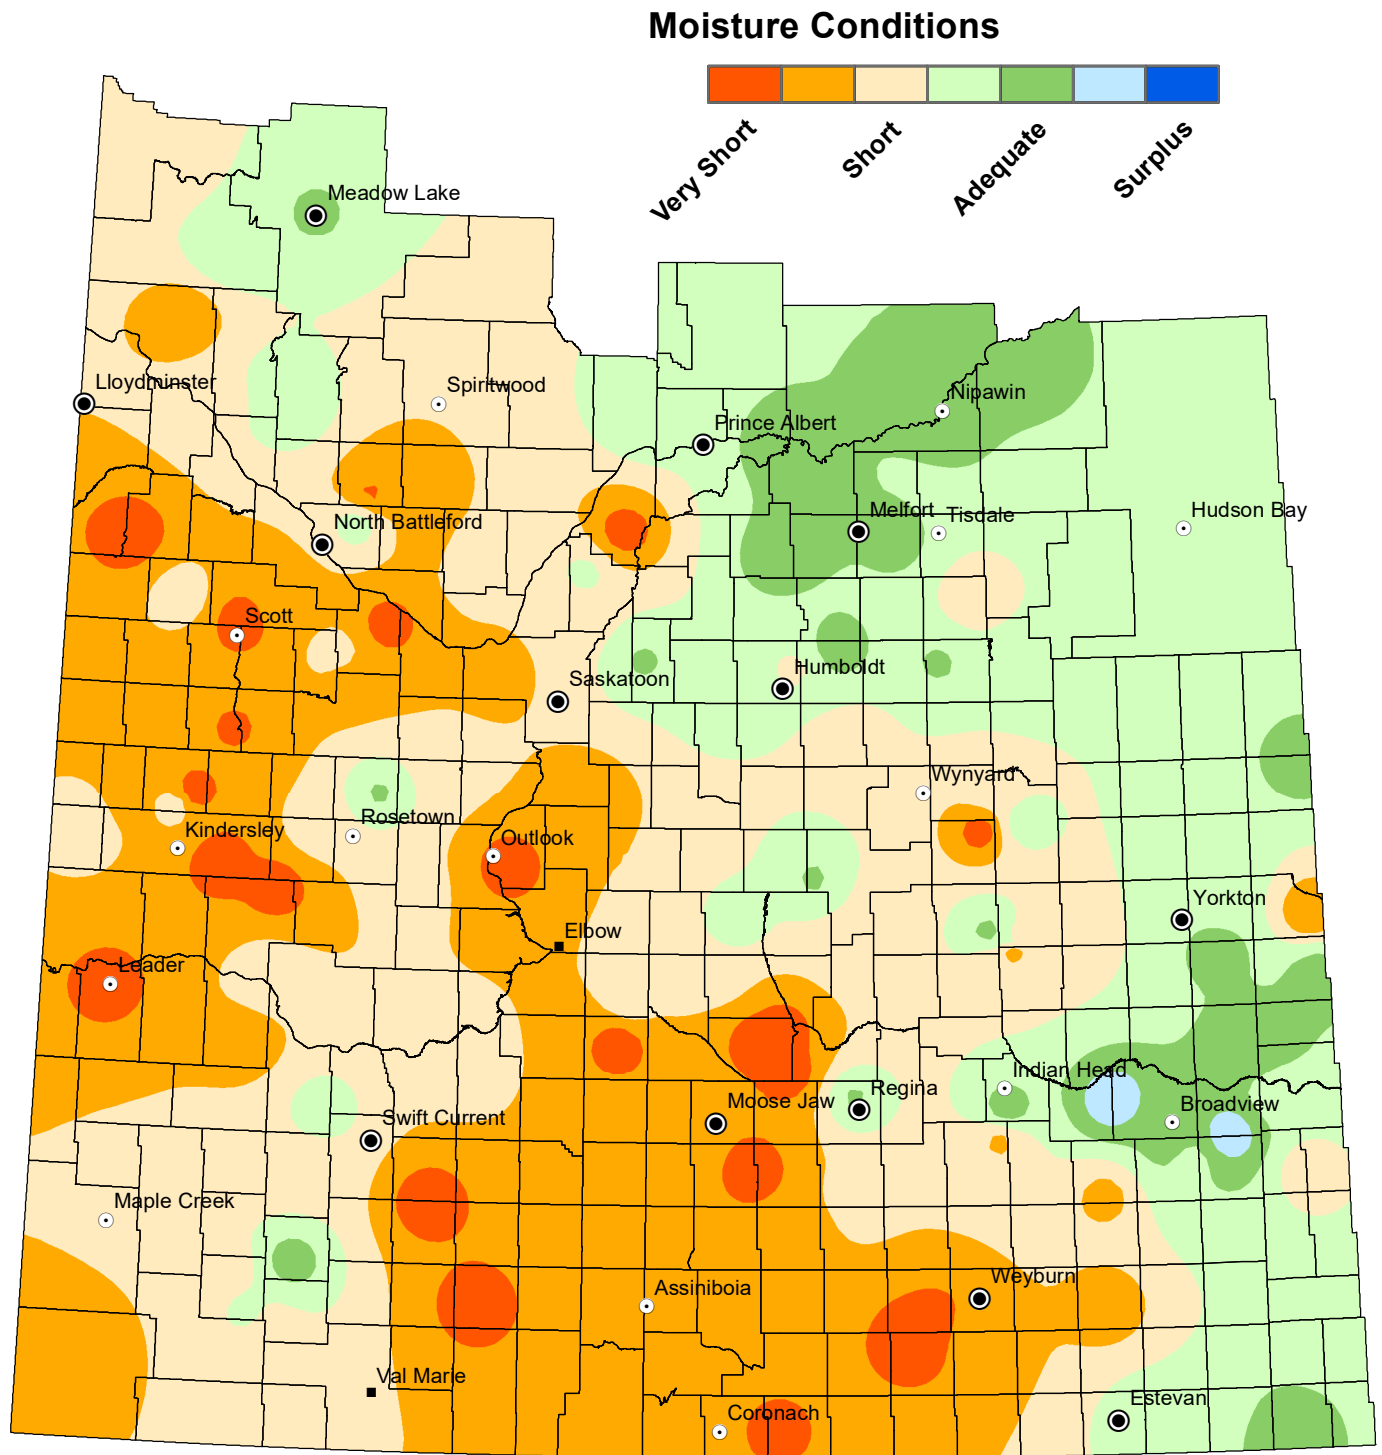 Moisture Conditions
Very Short
Short
Adequate
Surplus
Meadow Lake
Lloydminster
Spiritwood
Nipawin
Prince Albert
Melfort
Tisdale
Hudson Bay
North Battleford
Scott
Saskatoon
Humboldt
Wynyard
Rosetown
Kindersley
Outlook
Yorkton
Elbow
Leader
Indian Head
Regina
Moose Jaw
Broadview
Swift Current
Maple Creek
Weyburn
Assiniboia
Val Marie
Estevan
Coronach